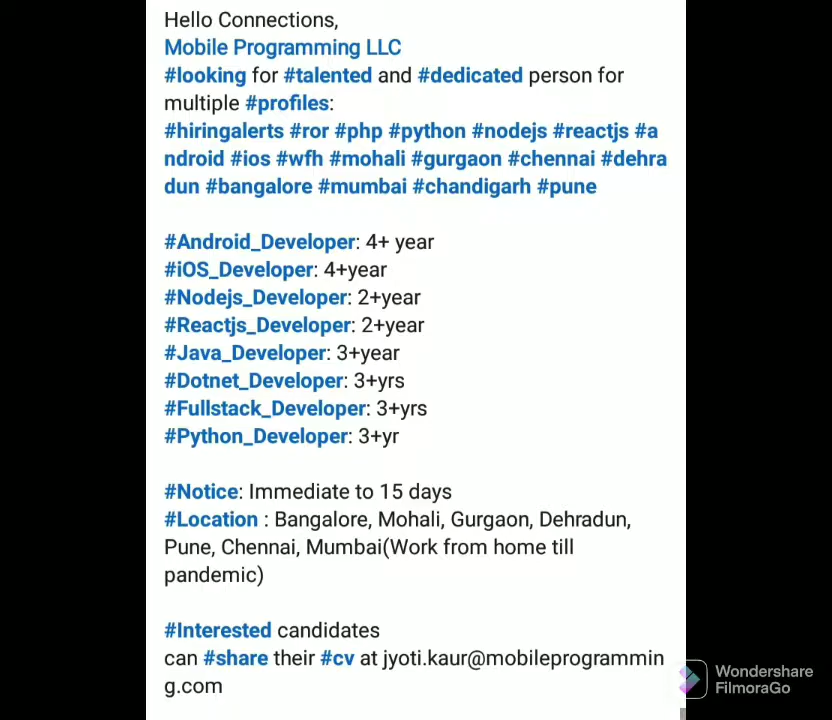 Hello Connections,
Mobile Programming LLC
#looking for #talented and #dedicated person for
multiple #profiles:
#hiringalerts #ror #php #python #nodejs #reactjs #a
ndroid #ios #wfh #mohali #gurgaon #chennai #dehra
dun #bangalore #mumbai #chandigarh #pune
#Android_Developer: 4+ year
#iOS_Developer: 4+year
#Nodejs_Developer: 2+year
#Reactjs_Developer: 2+year
#Java_Developer: 3+year
#Dotnet_Developer: 3+yrs
#Fullstack_Developer: 3+yrs
#Python_Developer: 3+yr
#Notice: Immediate to 15 days
#Location : Bangalore, Mohali, Gurgaon, Dehradun,
Pune, Chennai, Mumbai(Work from home till
pandemic)
#Interested candidates
can #share their #cv at jyoti.kaur@mobileprogrammin
g.com
Wondershare
FilmoraGo